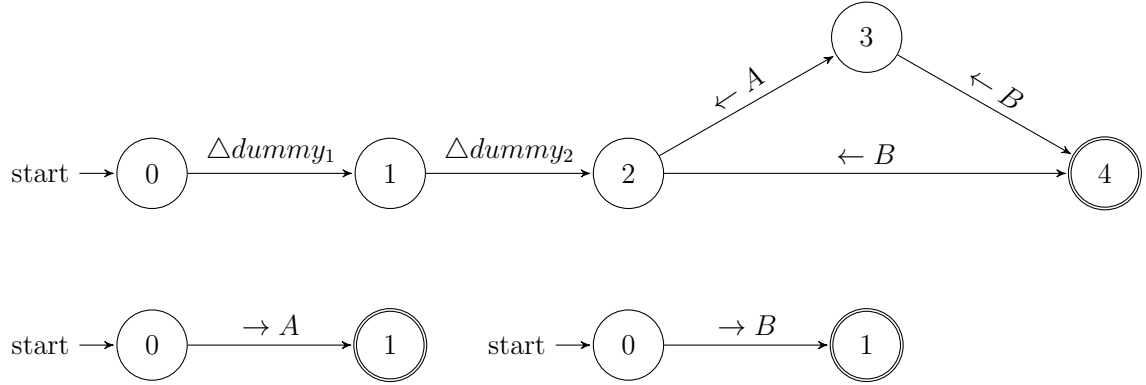 3
← A
← B
start 0 △dummy₁ 1 △dummy₂ 2 ← B 4
start 0 → A 1 start 0 → B 1